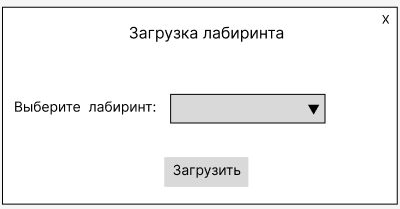 X
Загрузка лабиринта
Выберите лабиринт:
Загрузить